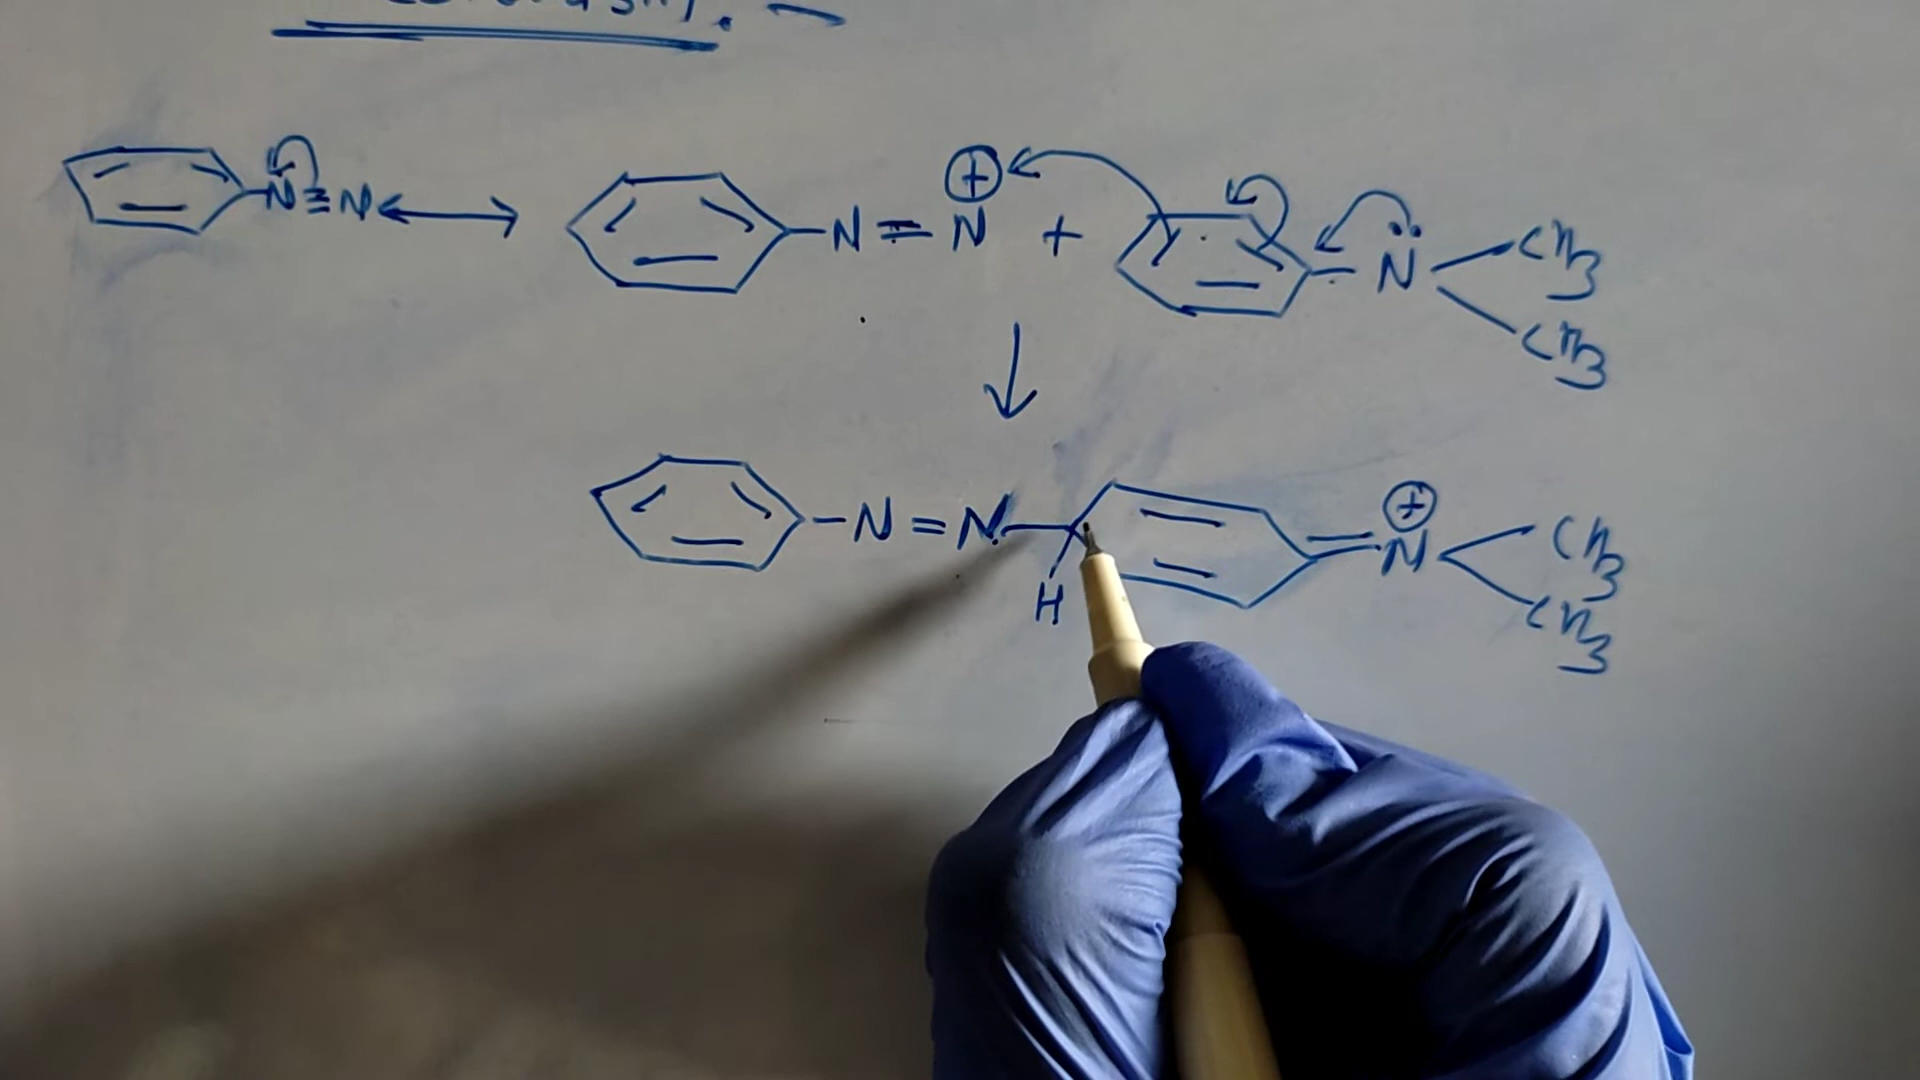 N≡N ⟷ N=N ⊕ + N̈ CH3
CH3
↓
N=N H N ⊕ CH3
CH3